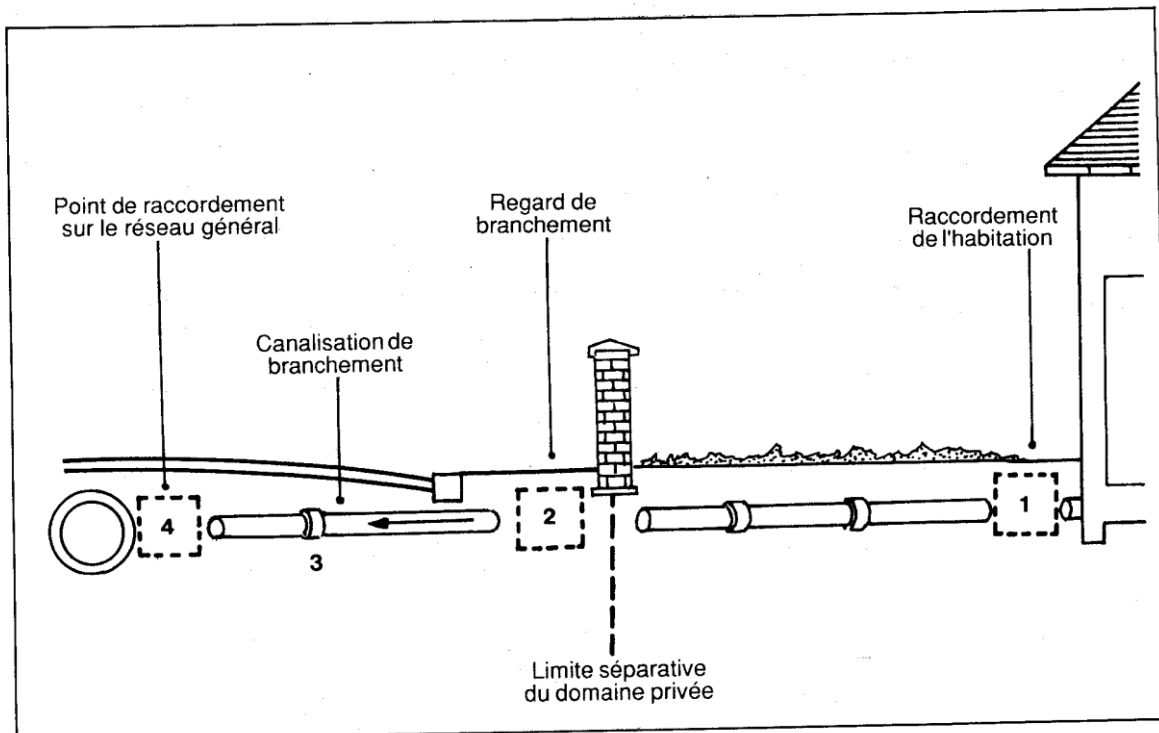 Point de raccordement
sur le réseau général
Regard de
branchement
Raccordement
de l'habitation
Canalisation de
branchement
4
3
2
1
Limite séparative
du domaine privée